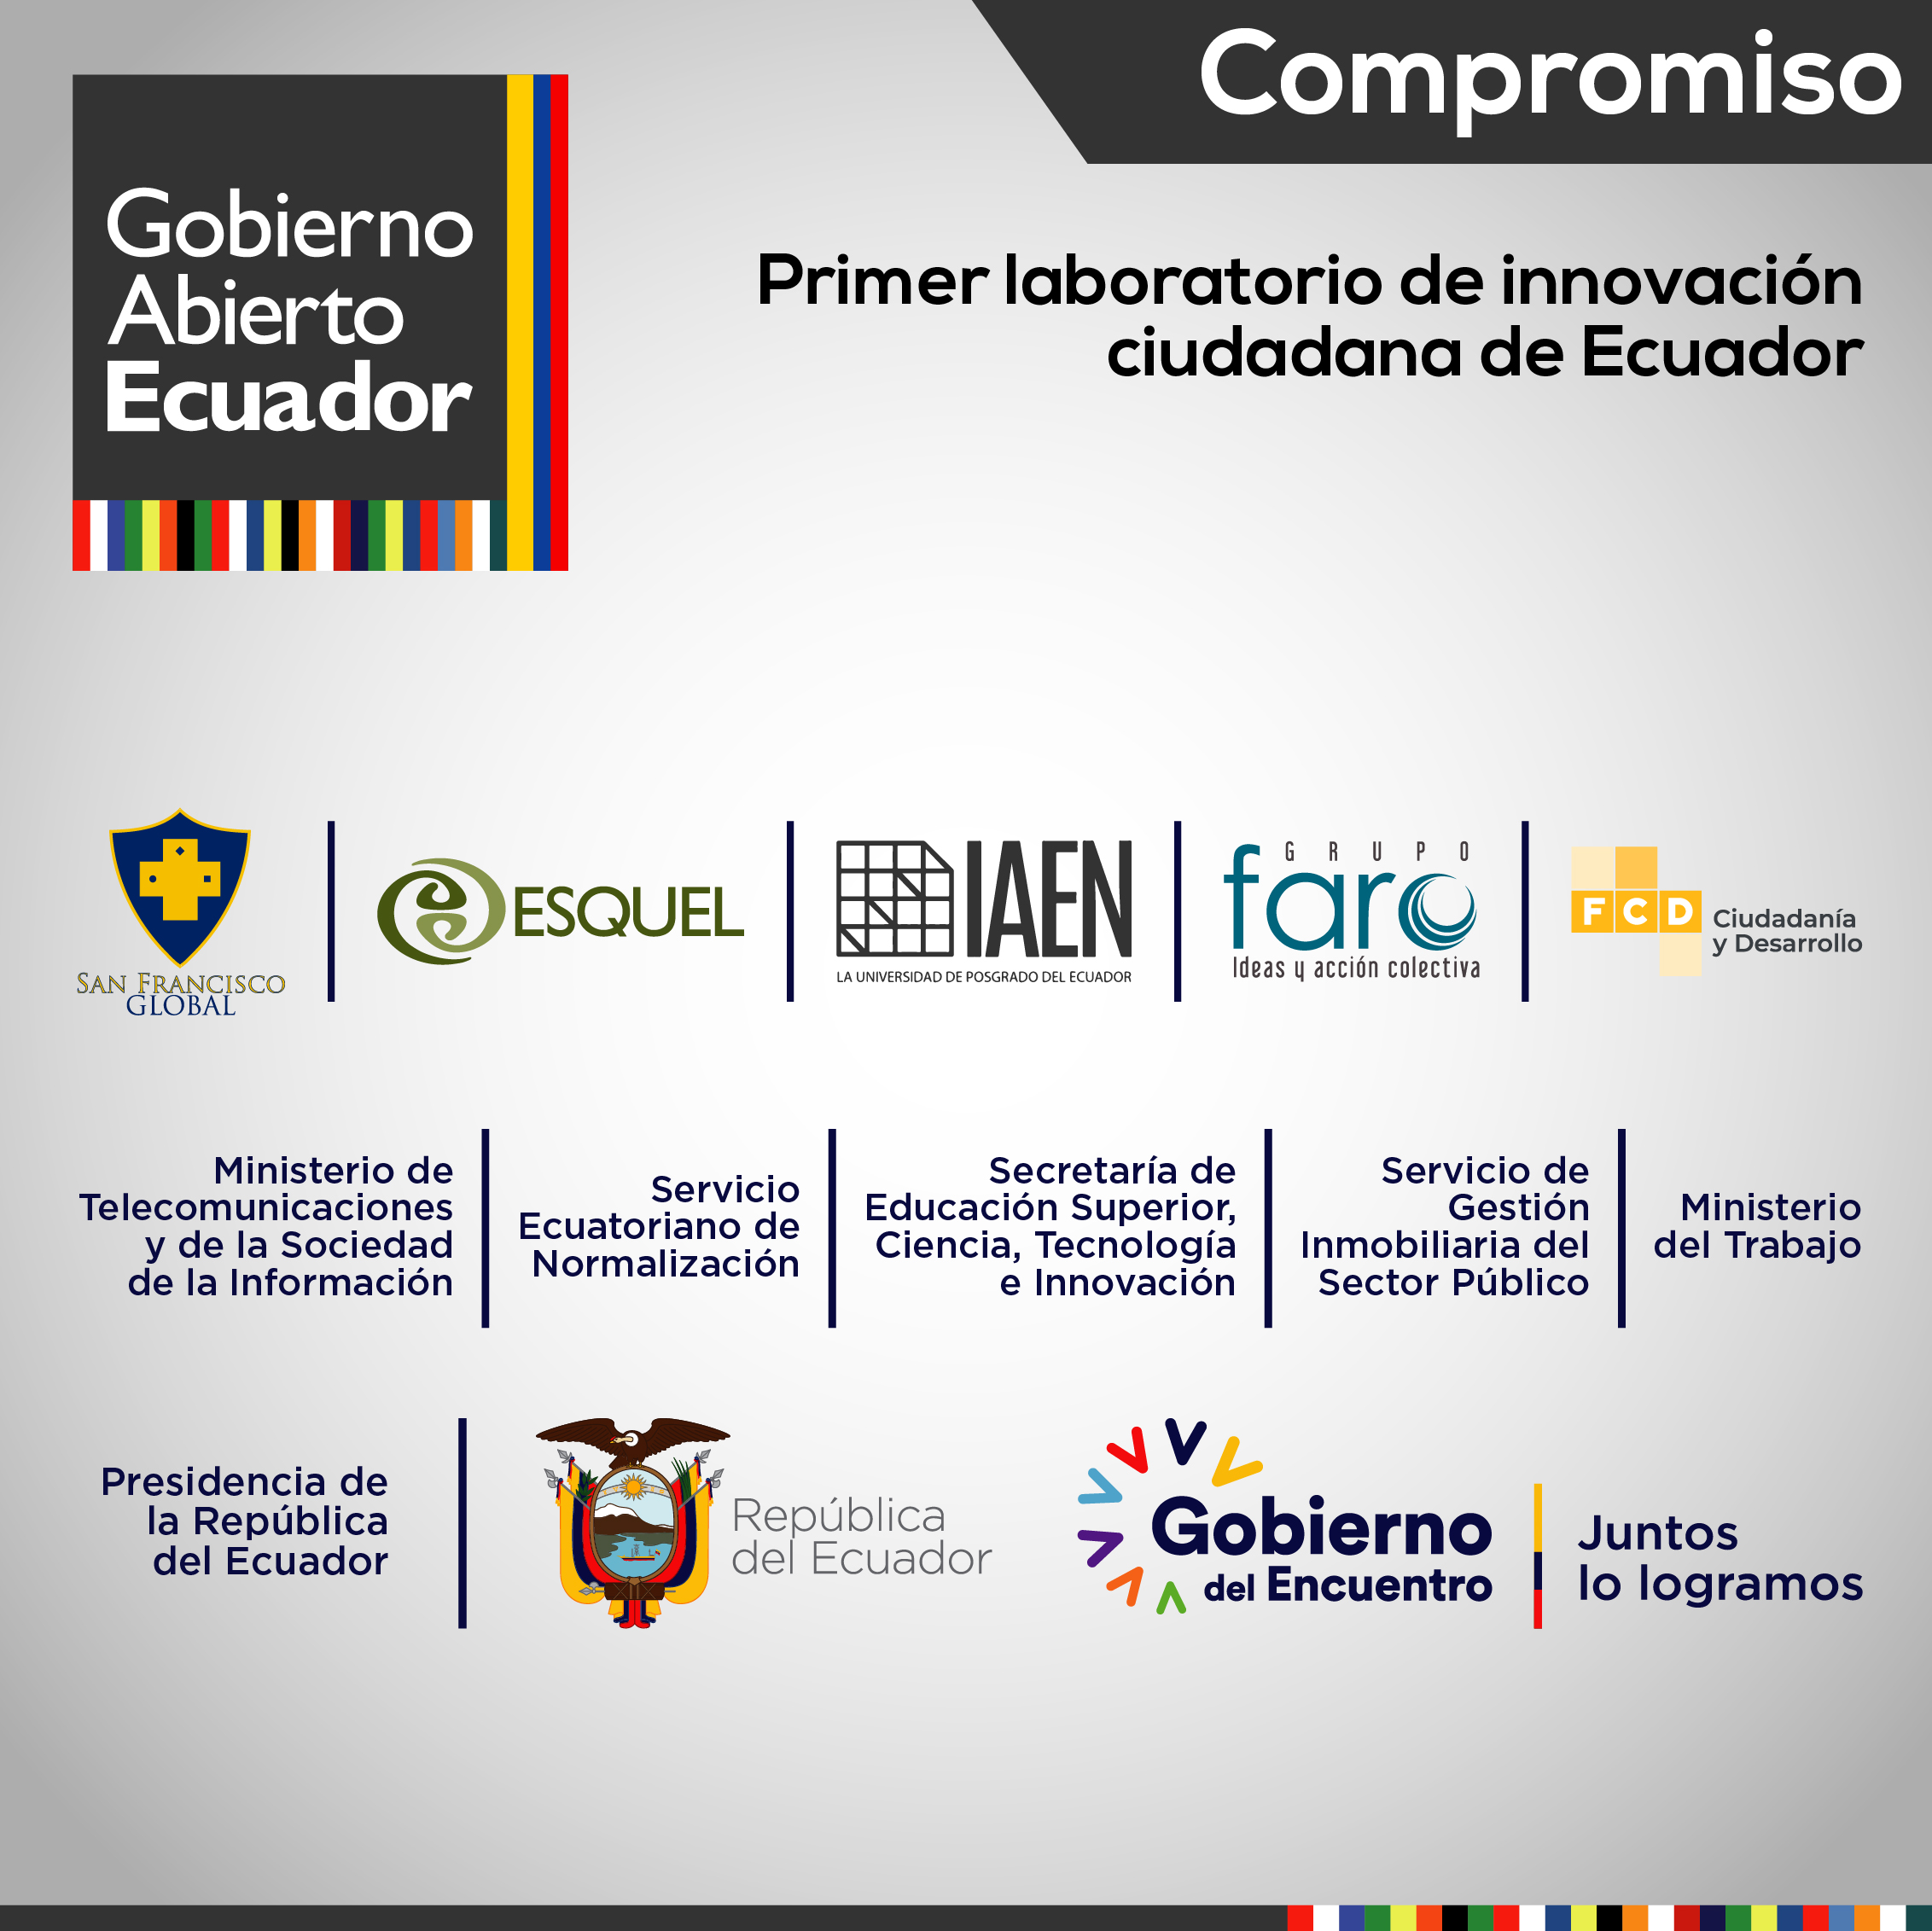 Compromiso
Gobierno
Abierto
Ecuador
Primer laboratorio de innovación
ciudadana de Ecuador
SAN FRANCISCO
GLOBAL
ESQUEL
IAEN
LA UNIVERSIDAD DE POSGRADO DEL ECUADOR
GRUPO
faro
Ideas y acción colectiva
FCD
Ciudadanía
y Desarrollo
Ministerio de
Telecomunicaciones
y de la Sociedad
de la Información
Servicio
Ecuatoriano de
Normalización
Secretaría de
Educación Superior,
Ciencia, Tecnología
e Innovación
Servicio de
Gestión
Inmobiliaria del
Sector Público
Ministerio
del Trabajo
Presidencia de
la República
del Ecuador
República
del Ecuador
Gobierno
del Encuentro
Juntos
lo logramos